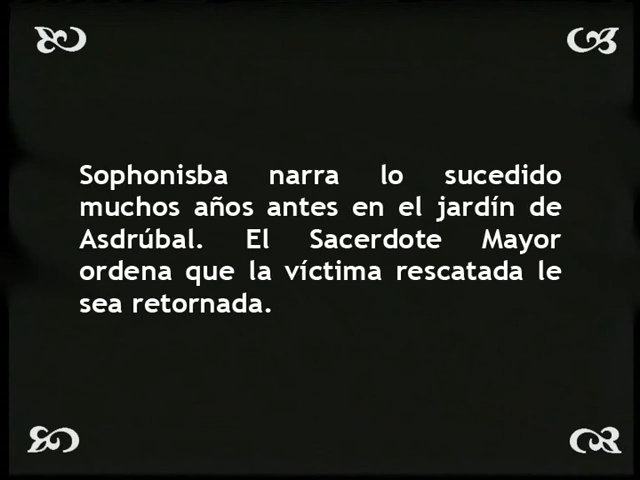 Sophonisba narra lo sucedido
muchos años antes en el jardín de
Asdrúbal. El Sacerdote Mayor
ordena que la víctima rescatada le
sea retornada.